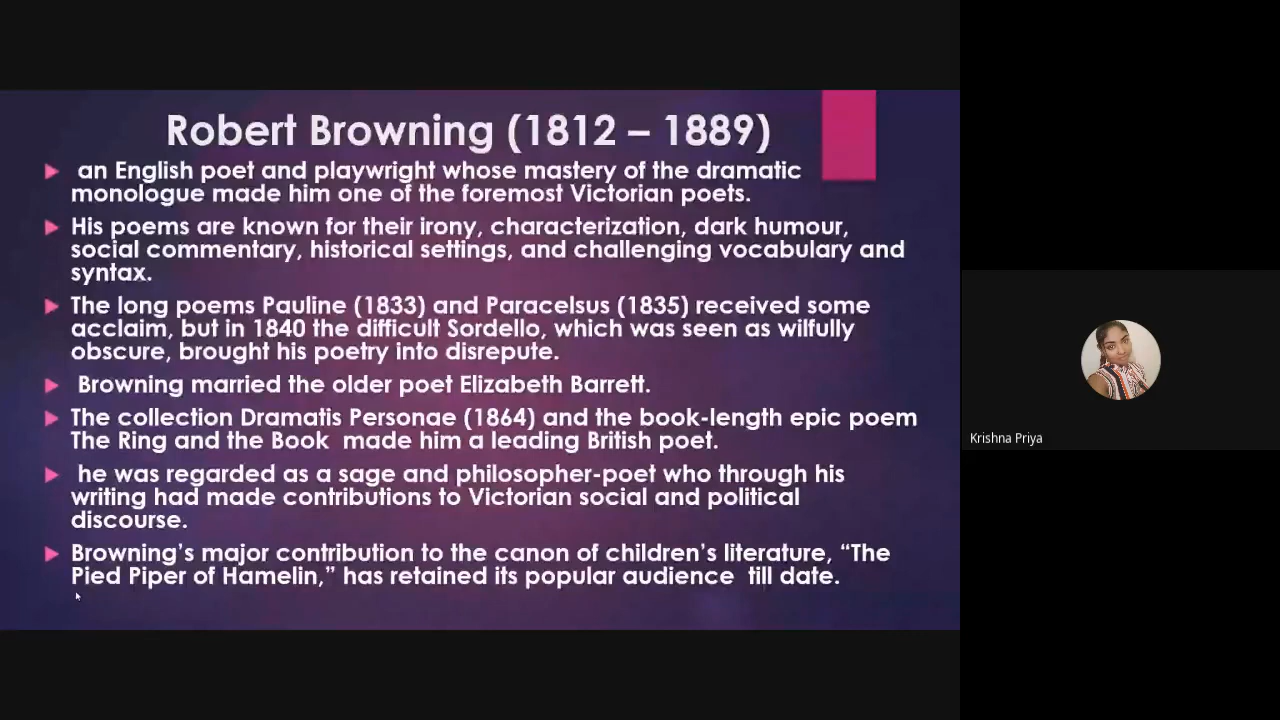 Robert Browning (1812 – 1889)
an English poet and playwright whose mastery of the dramatic
monologue made him one of the foremost Victorian poets.
His poems are known for their irony, characterization, dark humour,
social commentary, historical settings, and challenging vocabulary and
syntax.
The long poems Pauline (1833) and Paracelsus (1835) received some
acclaim, but in 1840 the difficult Sordello, which was seen as wilfully
obscure, brought his poetry into disrepute.
Browning married the older poet Elizabeth Barrett.
The collection Dramatis Personae (1864) and the book-length epic poem
The Ring and the Book made him a leading British poet.
he was regarded as a sage and philosopher-poet who through his
writing had made contributions to Victorian social and political
discourse.
Browning’s major contribution to the canon of children’s literature, “The
Pied Piper of Hamelin,” has retained its popular audience till date.
Krishna Priya